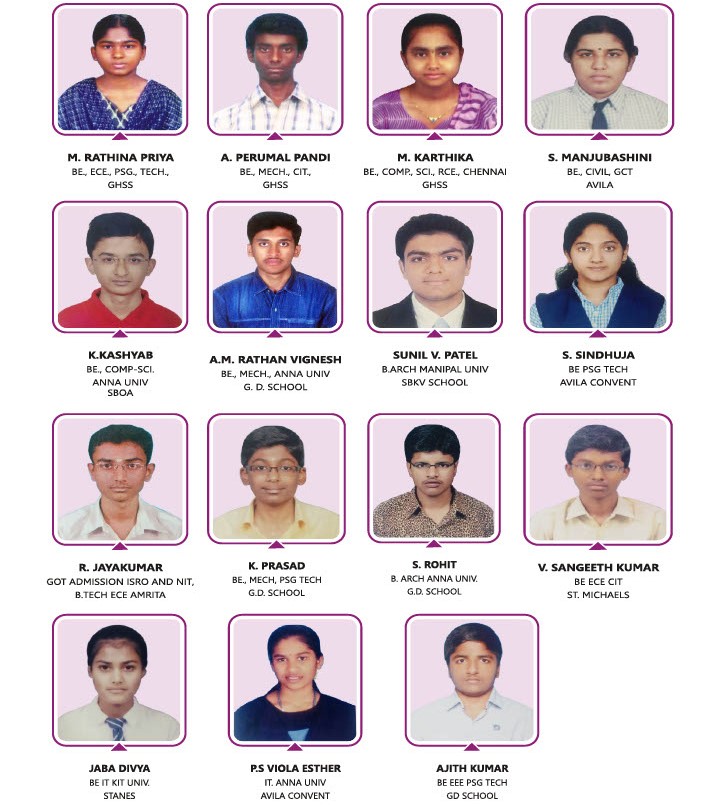 M. RATHINA PRIYA
BE., ECE., PSG., TECH.,
GHSS
A. PERUMAL PANDI
BE., MECH., CIT.,
GHSS
M. KARTHIKA
BE., COMP., SCI., RCE., CHENNAI
GHSS
S. MANJUBASHINI
BE., CIVIL, GCT
AVILA
K.KASHYAB
BE., COMP-SCI.
ANNA UNIV
SBOA
A.M. RATHAN VIGNESH
BE., MECH., ANNA UNIV
G. D. SCHOOL
SUNIL V. PATEL
B.ARCH MANIPAL UNIV
SBKV SCHOOL
S. SINDHUJA
BE PSG TECH
AVILA CONVENT
R. JAYAKUMAR
GOT ADMISSION ISRO AND NIT,
B.TECH ECE AMRITA
K. PRASAD
BE., MECH, PSG TECH
G.D. SCHOOL
S. ROHIT
B. ARCH ANNA UNIV.
G.D. SCHOOL
V. SANGEETH KUMAR
BE ECE CIT
ST. MICHAELS
JABA DIVYA
BE IT KIT UNIV.
STANES
P.S VIOLA ESTHER
IT. ANNA UNIV
AVILA CONVENT
AJITH KUMAR
BE EEE PSG TECH
GD SCHOOL